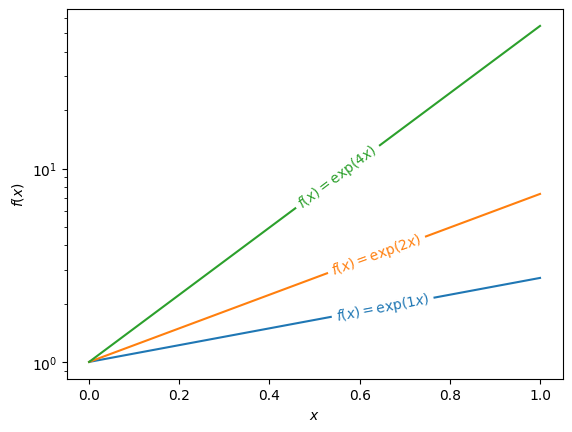 f(x)
10¹
10⁰
f(x) = exp(4x)
f(x) = exp(2x)
f(x) = exp(1x)
0.0 0.2 0.4 0.6 0.8 1.0
x